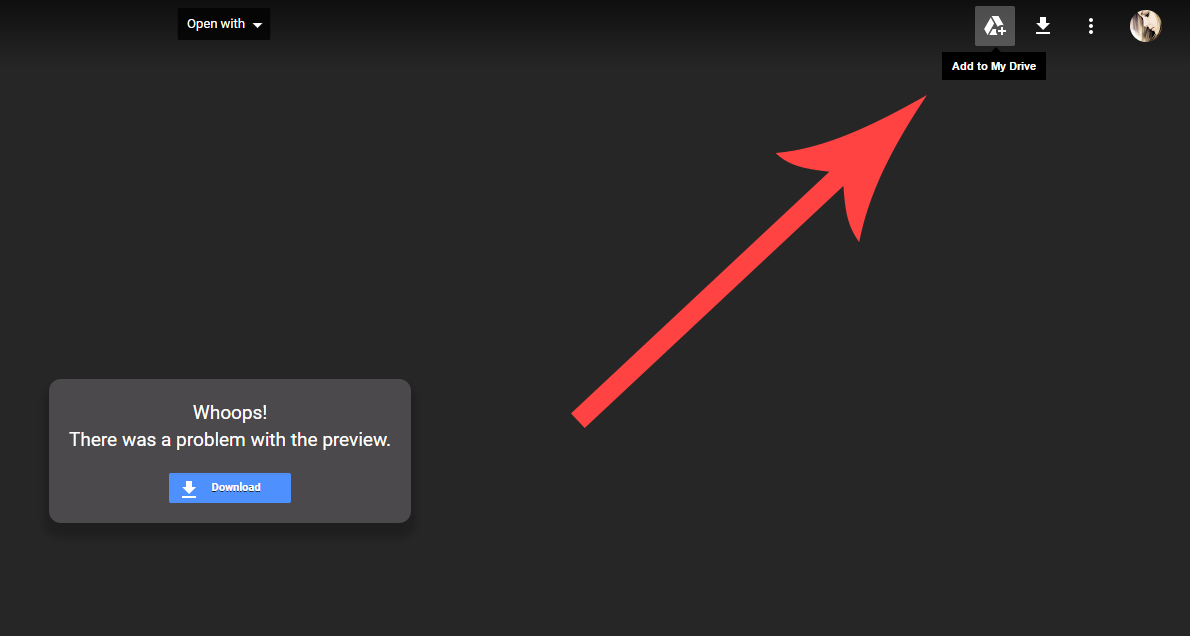 Open with
Add to My Drive
Whoops!
There was a problem with the preview.
Download